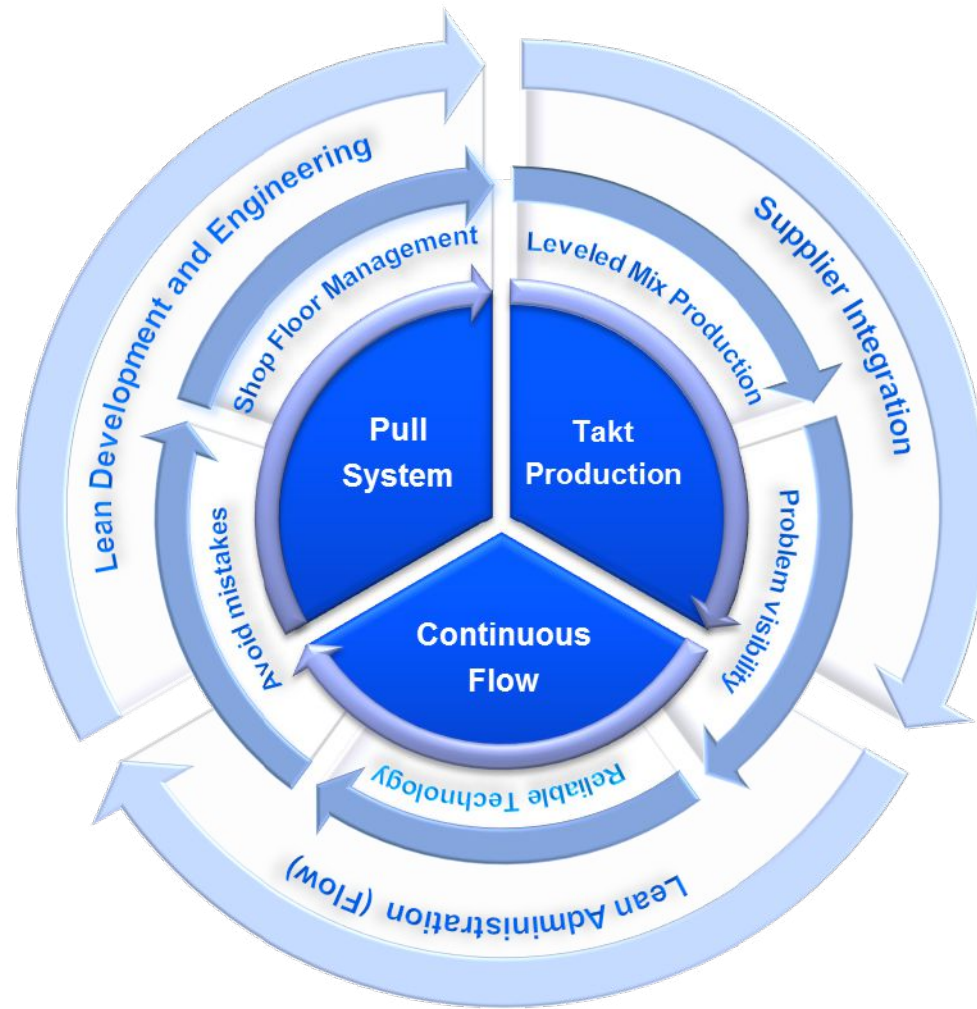 Lean Development and Engineering
Supplier Integration
Lean Administration (Flow)
Shop Floor Management
Leveled Mix Production
Problem visibility
Reliable Technology
Avoid mistakes
Pull
System
Takt
Production
Continuous
Flow